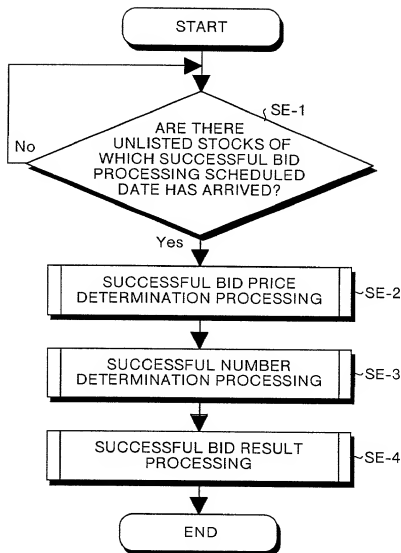 START
SE-1
ARE THERE
UNLISTED STOCKS OF
WHICH SUCCESSFUL BID
PROCESSING SCHEDULED
DATE HAS ARRIVED?
No
Yes
SUCCESSFUL BID PRICE
DETERMINATION PROCESSING
SE-2
SUCCESSFUL NUMBER
DETERMINATION PROCESSING
SE-3
SUCCESSFUL BID RESULT
PROCESSING
SE-4
END